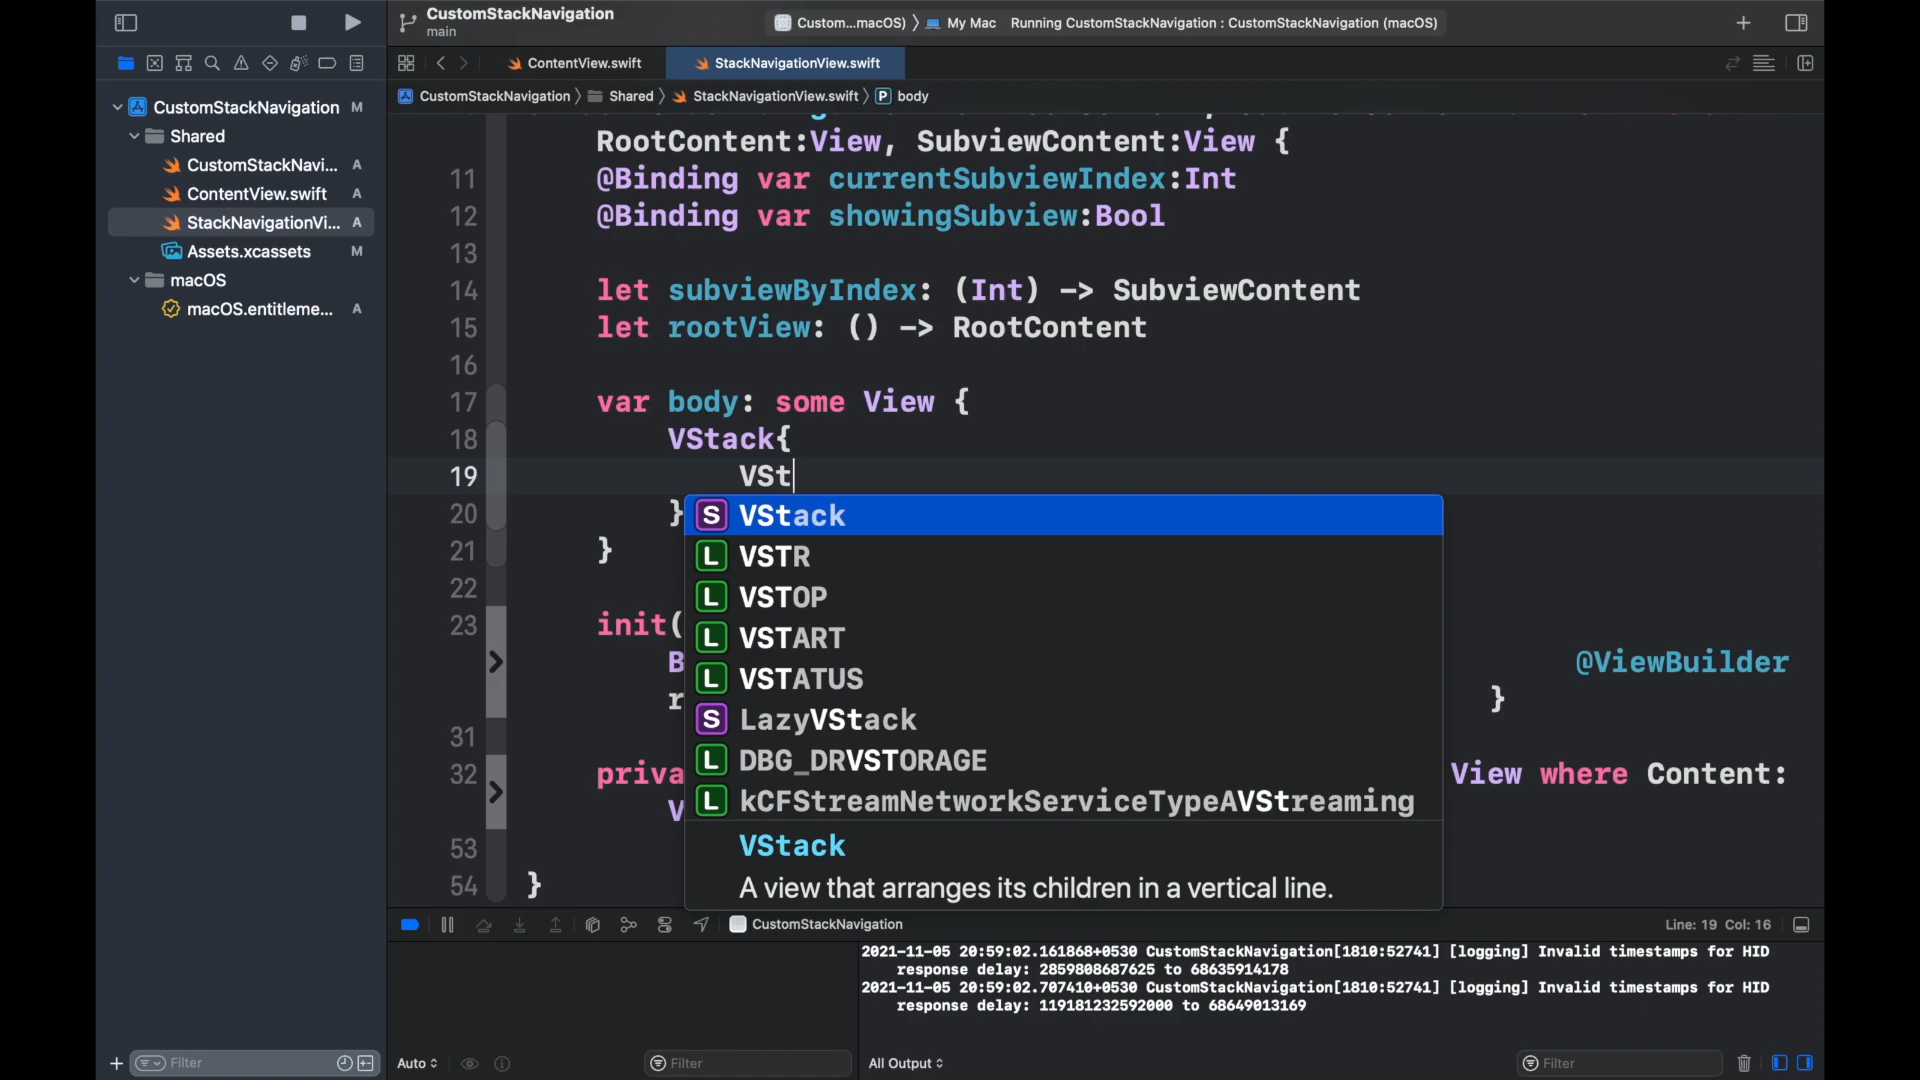 CustomStackNavigation
main
Custom...macOS) 〉 My Mac Running CustomStackNavigation : CustomStackNavigation (macOS)
ContentView.swift
StackNavigationView.swift
CustomStackNavigation 〉 Shared 〉 StackNavigationView.swift 〉 P body
CustomStackNavigation M
Shared
CustomStackNavi... A
ContentView.swift A
StackNavigationVi... A
Assets.xcassets M
macOS
macOS.entitleme... A
RootContent:View, SubviewContent:View {
11 @Binding var currentSubviewIndex:Int
12 @Binding var showingSubview:Bool
13
14 let subviewByIndex: (Int) -> SubviewContent
15 let rootView: () -> RootContent
16
17 var body: some View {
18 VStack{
19 VSt
20 }
21 }
22
23 init(
B @ViewBuilder
r }
31
32 priva View where Content:
V
53
54 }
S VStack
L VSTR
L VSTOP
L VSTART
L VSTATUS
S LazyVStack
L DBG_DRVSTORAGE
L kCFStreamNetworkServiceTypeAVStreaming
VStack
A view that arranges its children in a vertical line.
CustomStackNavigation
Line: 19 Col: 16
2021-11-05 20:59:02.161868+0530 CustomStackNavigation[1810:52741] [logging] Invalid timestamps for HID
response delay: 2859808687625 to 68635914178
2021-11-05 20:59:02.707410+0530 CustomStackNavigation[1810:52741] [logging] Invalid timestamps for HID
response delay: 119181232592000 to 68649013169
Filter
Auto
Filter
All Output
Filter